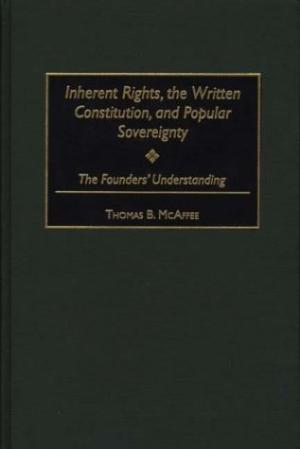 Inherent Rights, the Written
Constitution, and Popular
Sovereignty
The Founders' Understanding
THOMAS B. MCAFFEE